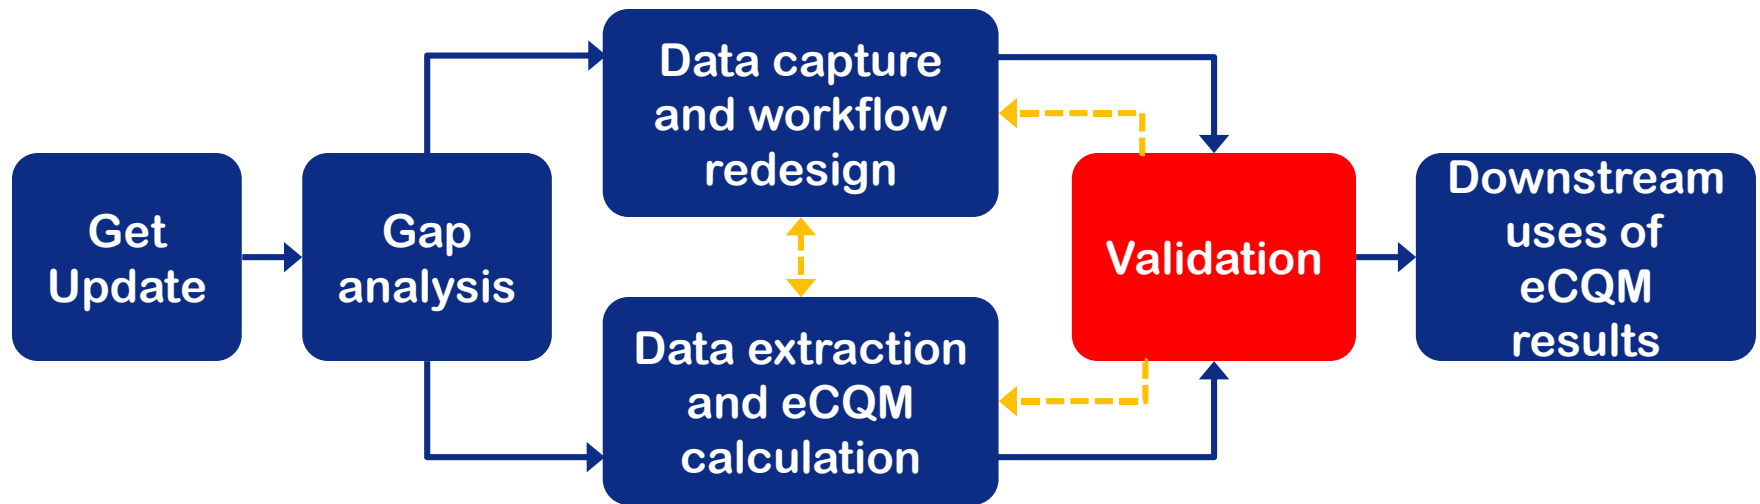 Get
Update
Gap
analysis
Data capture
and workflow
redesign
Data extraction
and eCQM
calculation
Validation
Downstream
uses of
eCQM
results